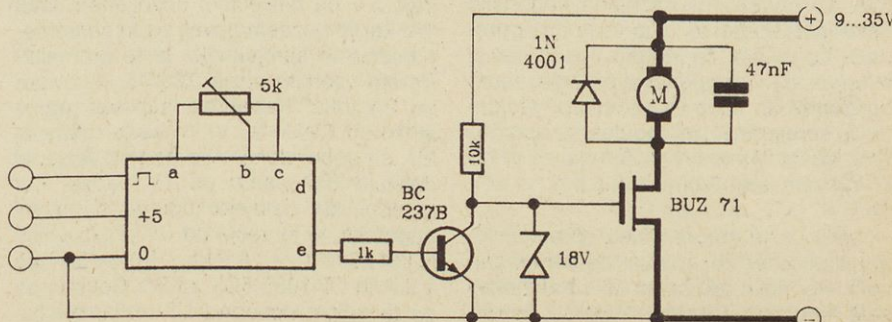 9...35V
1N
4001
47nF
M
5k
10k
a b c
d
+5
BC
237B
BUZ 71
0
e
1k
18V
+
-